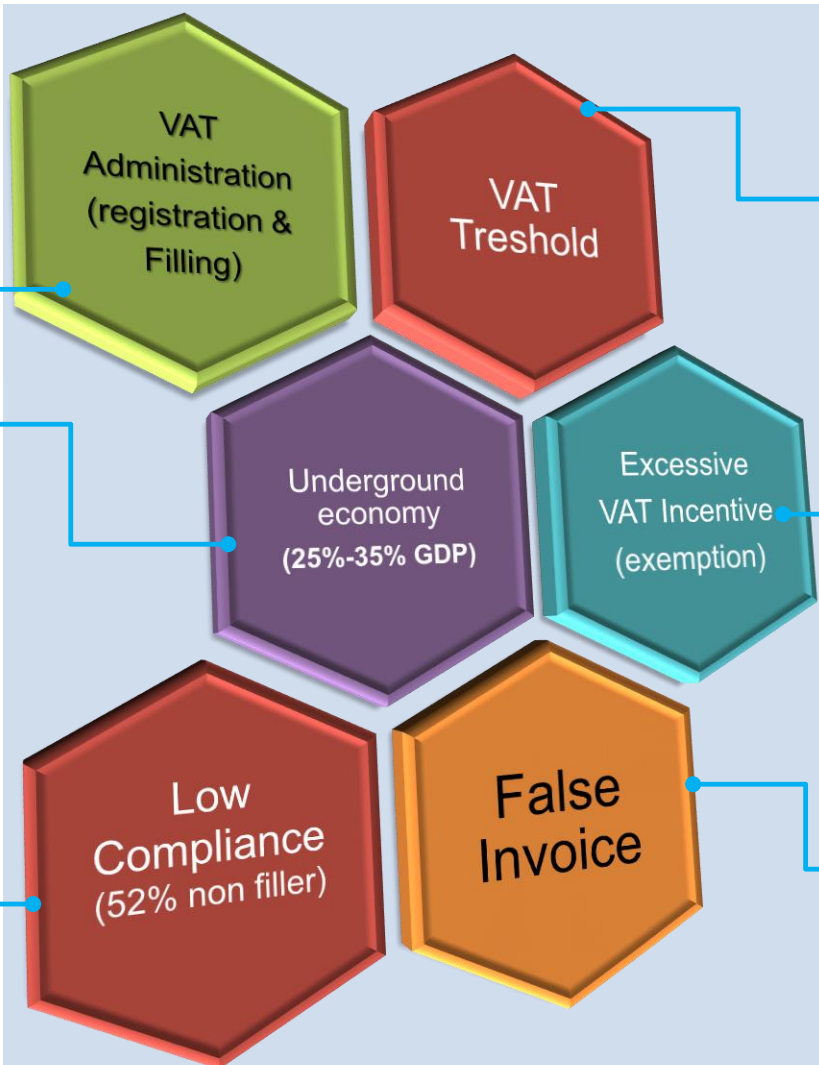 VAT
Administration
(registration &
Filling)
VAT
Treshold
Underground
economy
(25%-35% GDP)
Excessive
VAT Incentive
(exemption)
Low
Compliance
(52% non filler)
False
Invoice